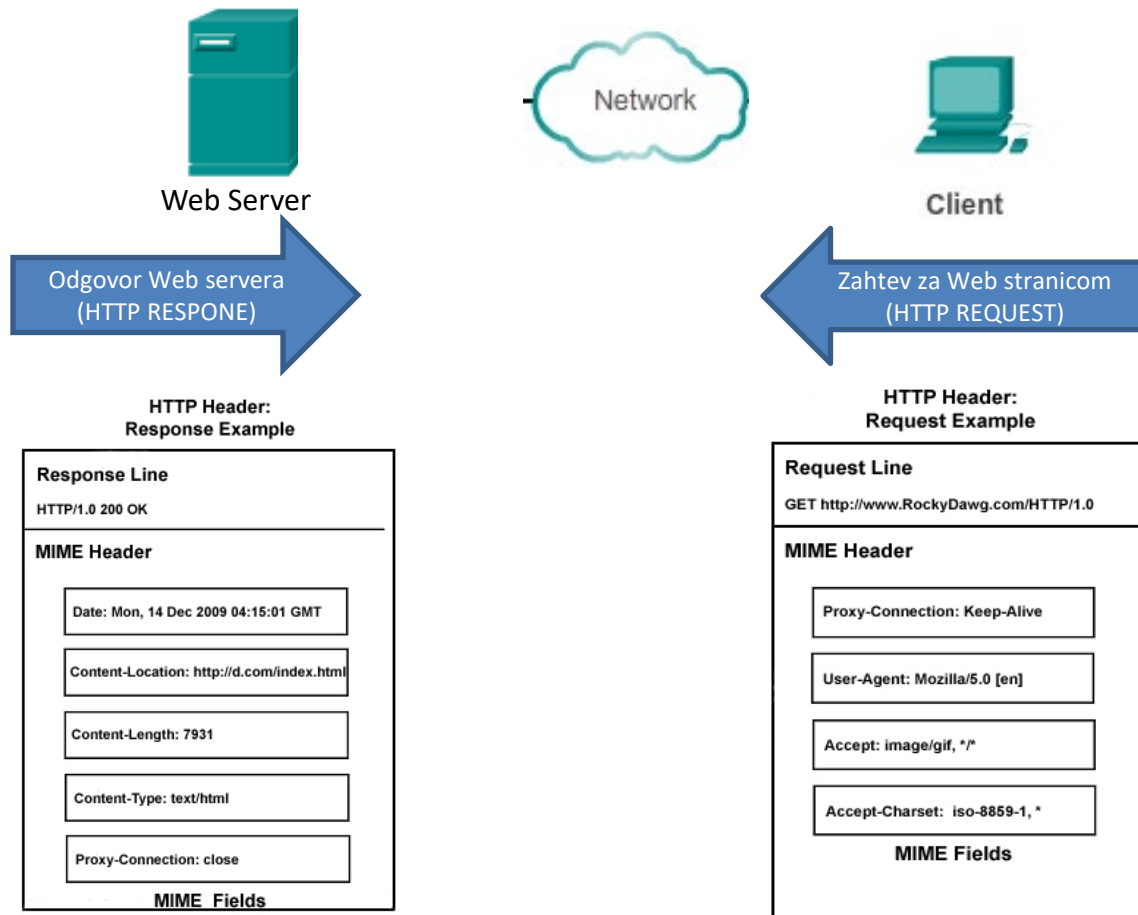 Web Server
Network
Client
Odgovor Web servera
(HTTP RESPONE)
Zahtev za Web stranicom
(HTTP REQUEST)
HTTP Header:
Response Example
Response Line
HTTP/1.0 200 OK
MIME Header
Date: Mon, 14 Dec 2009 04:15:01 GMT
Content-Location: http://d.com/index.html
Content-Length: 7931
Content-Type: text/html
Proxy-Connection: close
MIME Fields
HTTP Header:
Request Example
Request Line
GET http://www.RockyDawg.com/HTTP/1.0
MIME Header
Proxy-Connection: Keep-Alive
User-Agent: Mozilla/5.0 [en]
Accept: image/gif, */*
Accept-Charset: iso-8859-1, *
MIME Fields